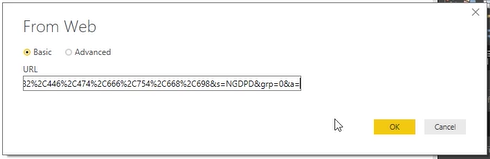 From Web
Basic Advanced
URL
32%2C446%2C474%2C666%2C754%2C668%2C698&s=NGDPD&grp=0&a=
OK Cancel